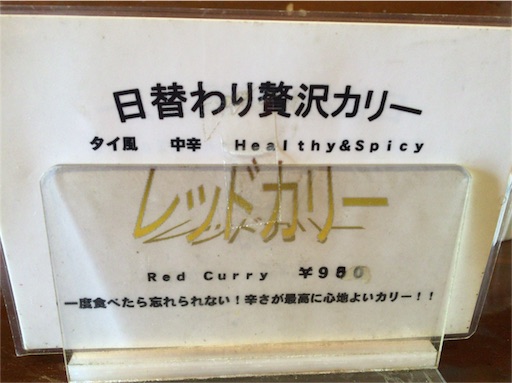 日替わり贅沢カリー
タイ風 中辛 Healthy&Spicy
レッドカリー
Red Curry
一度食べたら忘れられない!辛さが最高に心地よいカリー!!